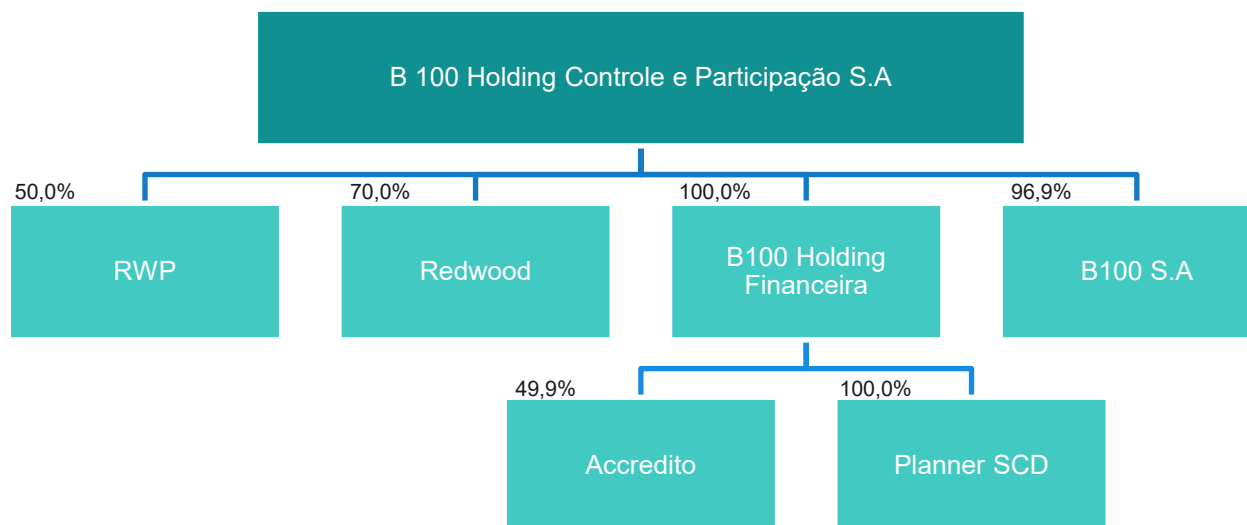 B 100 Holding Controle e Participação S.A
50,0%
70,0%
100,0%
96,9%
RWP
Redwood
B100 Holding
Financeira
B100 S.A
49,9%
100,0%
Accredito
Planner SCD